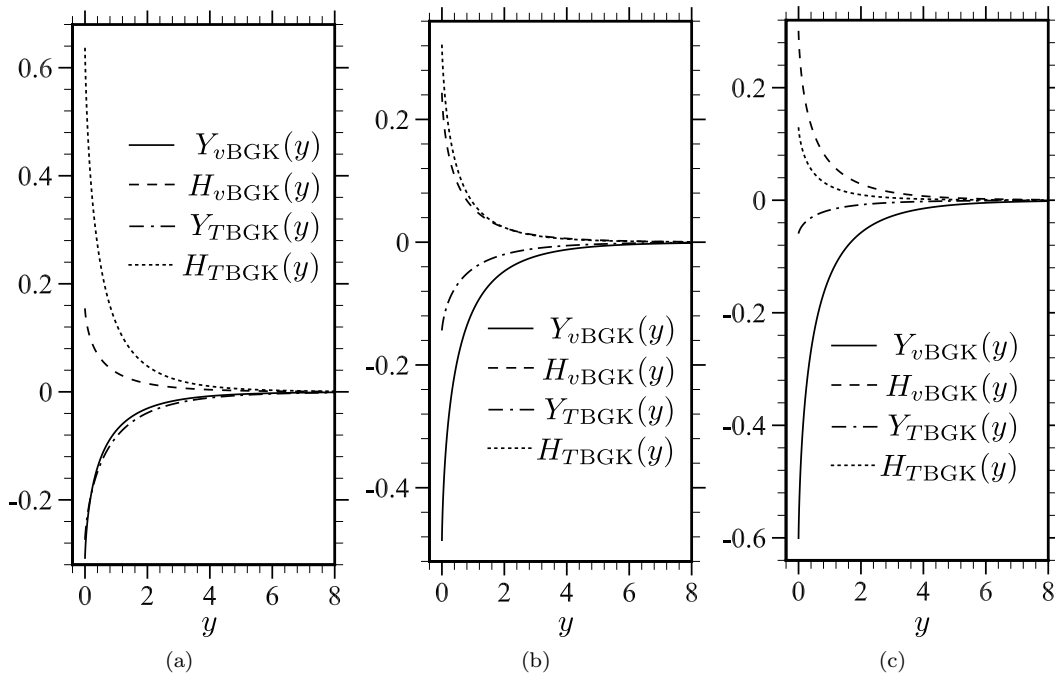 0.6
0.4
0.2
0
-0.2
Y_{vBGK}(y)
H_{vBGK}(y)
Y_{TBGK}(y)
H_{TBGK}(y)
0 2 4 6 8
y
(a)
0.2
0
-0.2
-0.4
Y_{vBGK}(y)
H_{vBGK}(y)
Y_{TBGK}(y)
H_{TBGK}(y)
0 2 4 6 8
y
(b)
0.2
0
-0.2
-0.4
-0.6
Y_{vBGK}(y)
H_{vBGK}(y)
Y_{TBGK}(y)
H_{TBGK}(y)
0 2 4 6 8
y
(c)